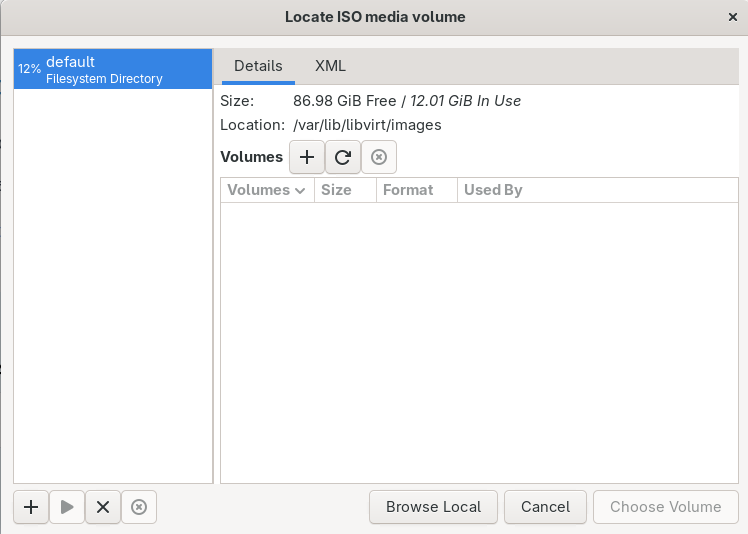 Locate ISO media volume
12% default
Filesystem Directory
Details XML
Size: 86.98 GiB Free / 12.01 GiB In Use
Location: /var/lib/libvirt/images
Volumes
Volumes Size Format Used By
Browse Local Cancel Choose Volume